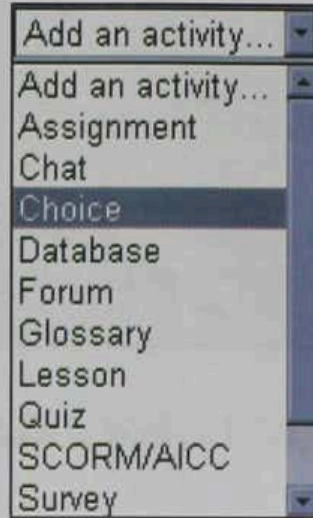 Add an activity...
Add an activity...
Assignment
Chat
Choice
Database
Forum
Glossary
Lesson
Quiz
SCORM/AICC
Survey